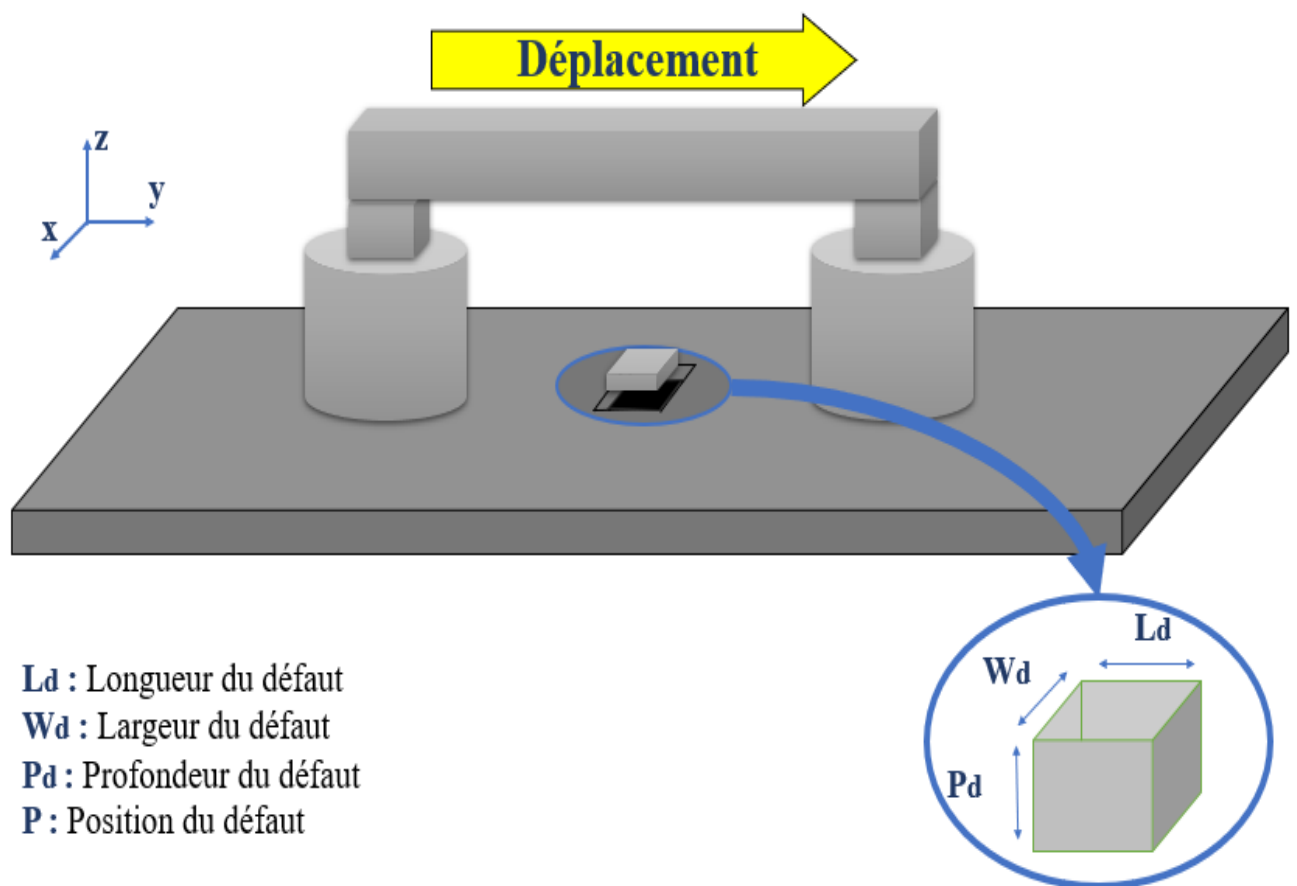 Déplacement
z
y
x
Ld
Wd
Pd
Ld : Longueur du défaut
Wd : Largeur du défaut
Pd : Profondeur du défaut
P : Position du défaut